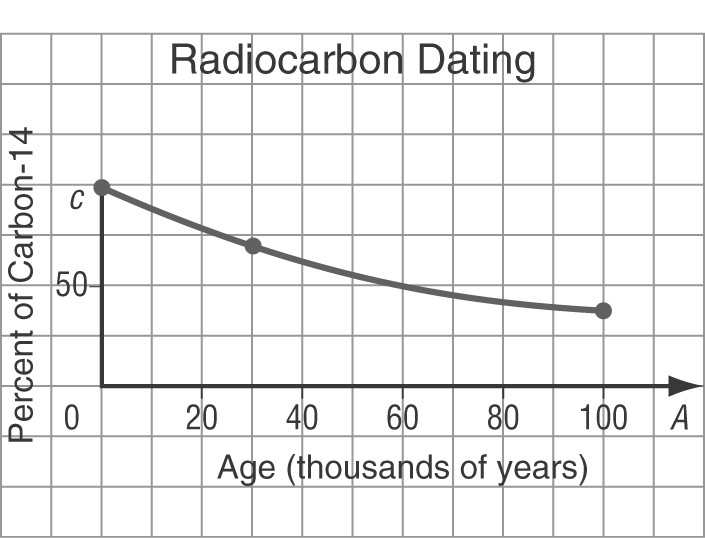 Radiocarbon Dating
Percent of Carbon-14
C
50
0 20 40 60 80 100 A
Age (thousands of years)